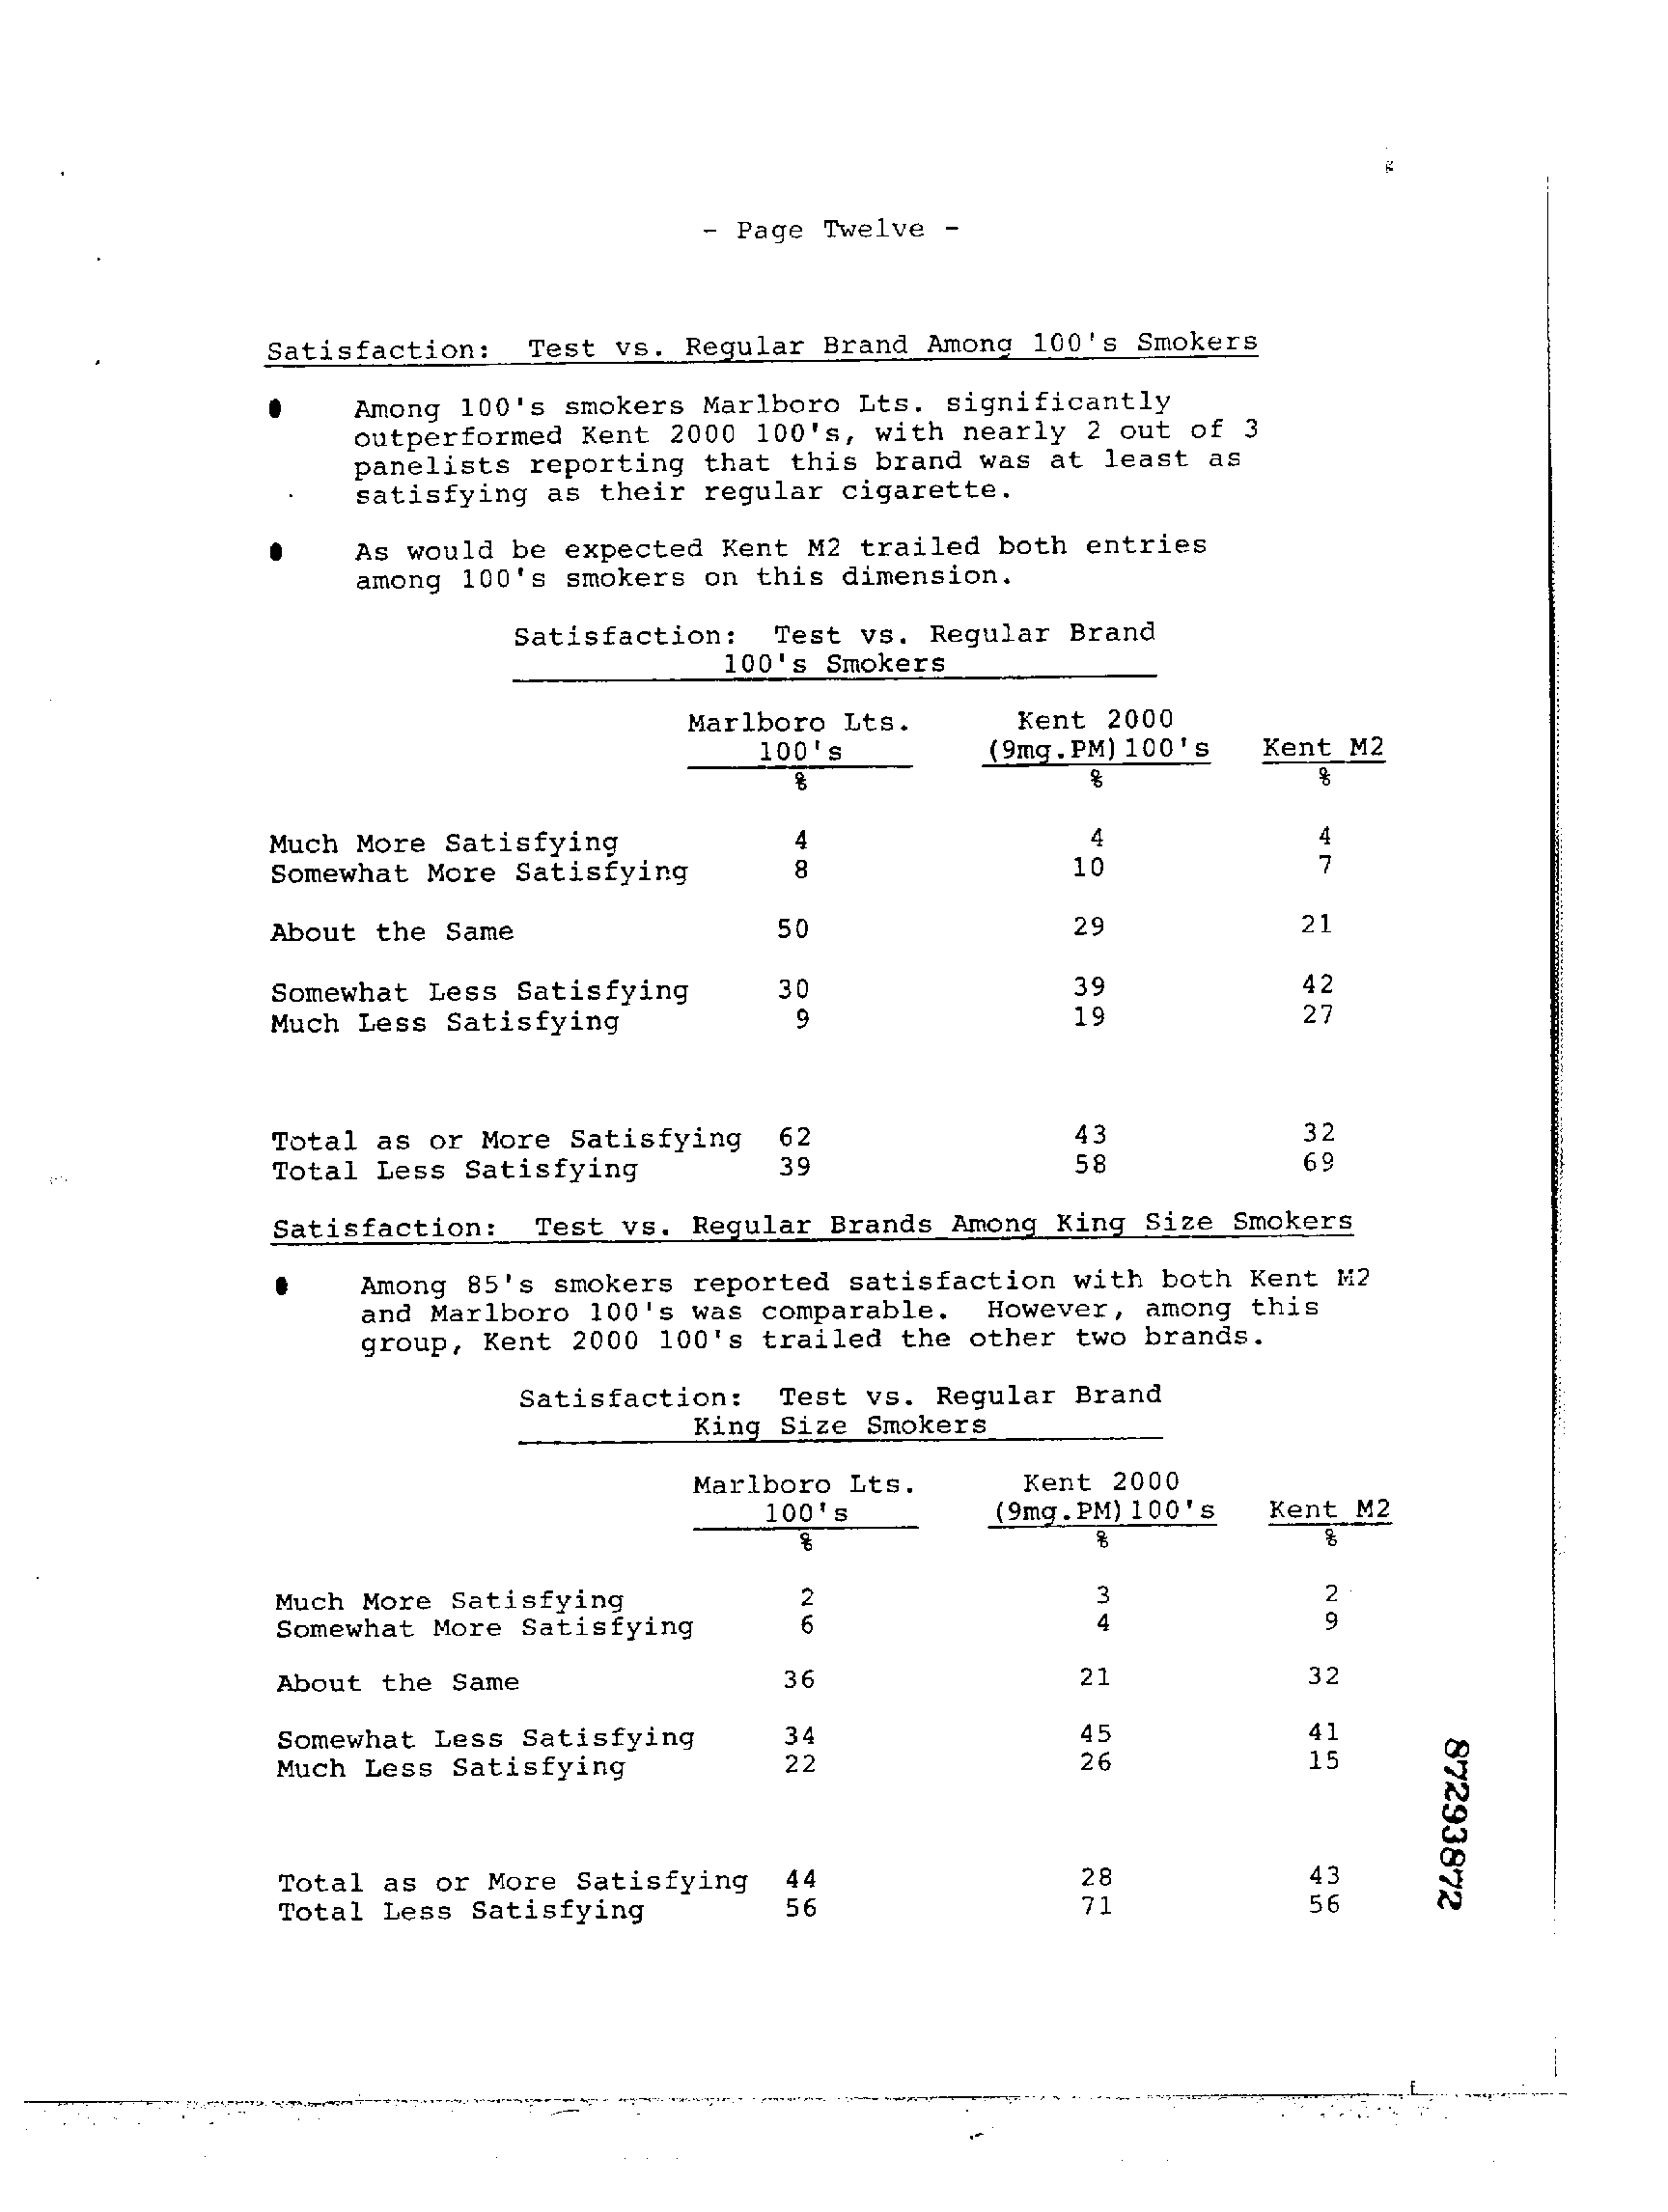 - Page Twelve -
Satisfaction: Test vs. Regular Brand Among 100's Smokers
Among 100's smokers Marlboro Lts. significantly
outperformed Kent 2000 100's, with nearly 2 out of 3
panelists reporting that this brand was at least as
satisfying as their regular cigarette.
As would be expected Kent M2 trailed both entries
among 100's smokers on this dimension.
Satisfaction: Test vs. Regular Brand
100's Smokers
Marlboro Lts. Kent 2000
100's (9mg.PM)100's Kent M2
% % %
Much More Satisfying 4 4 4
Somewhat More Satisfying 8 10 7
About the Same 50 29 21
Somewhat Less Satisfying 30 39 42
Much Less Satisfying 9 19 27
Total as or More Satisfying 62 43 32
Total Less Satisfying 39 58 69
Satisfaction: Test vs. Regular Brands Among King Size Smokers
Among 85's smokers reported satisfaction with both Kent M2
and Marlboro 100's was comparable. However, among this
group, Kent 2000 100's trailed the other two brands.
Satisfaction: Test vs. Regular Brand
King Size Smokers
Marlboro Lts. Kent 2000
100's (9mg.PM)100's Kent M2
% % %
Much More Satisfying 2 3 2
Somewhat More Satisfying 6 4 9
About the Same 36 21 32
Somewhat Less Satisfying 34 45 41
Much Less Satisfying 22 26 15
Total as or More Satisfying 44 28 43
Total Less Satisfying 56 71 56
87293872